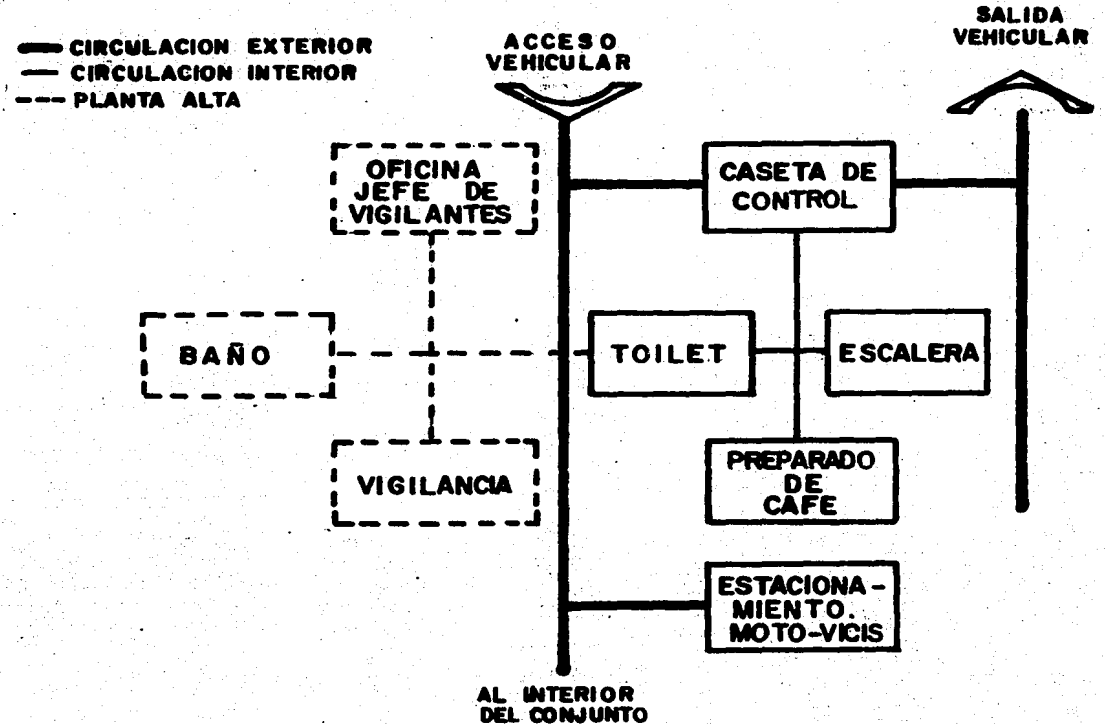 CIRCULACION EXTERIOR
CIRCULACION INTERIOR
PLANTA ALTA
ACCESO
VEHICULAR
SALIDA
VEHICULAR
OFICINA
JEFE DE
VIGILANTES
CASETA DE
CONTROL
BAÑO
TOILET
ESCALERA
VIGILANCIA
PREPARADO
DE
CAFE
ESTACIONA-
MIENTO.
MOTO-VICIS
AL INTERIOR
DEL CONJUNTO